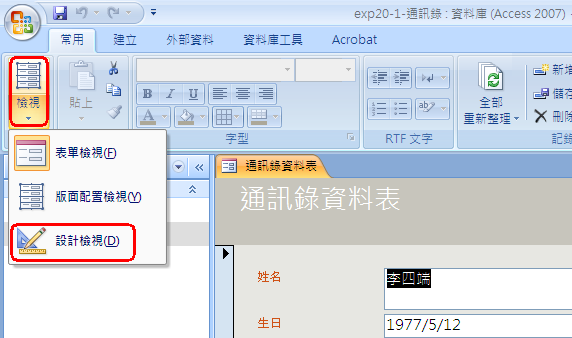 exp20-1-通訊錄 : 資料庫 (Access 2007) -
常用 建立 外部資料 資料庫工具 Acrobat
檢視 貼上 B I U A ab 全部重新整理 新增 儲存 刪除
字型 RTF 文字 記錄
表單檢視(F)
版面配置檢視(Y)
設計檢視(D)
通訊錄資料表
通訊錄資料表
姓名 李四端
生日 1977/5/12